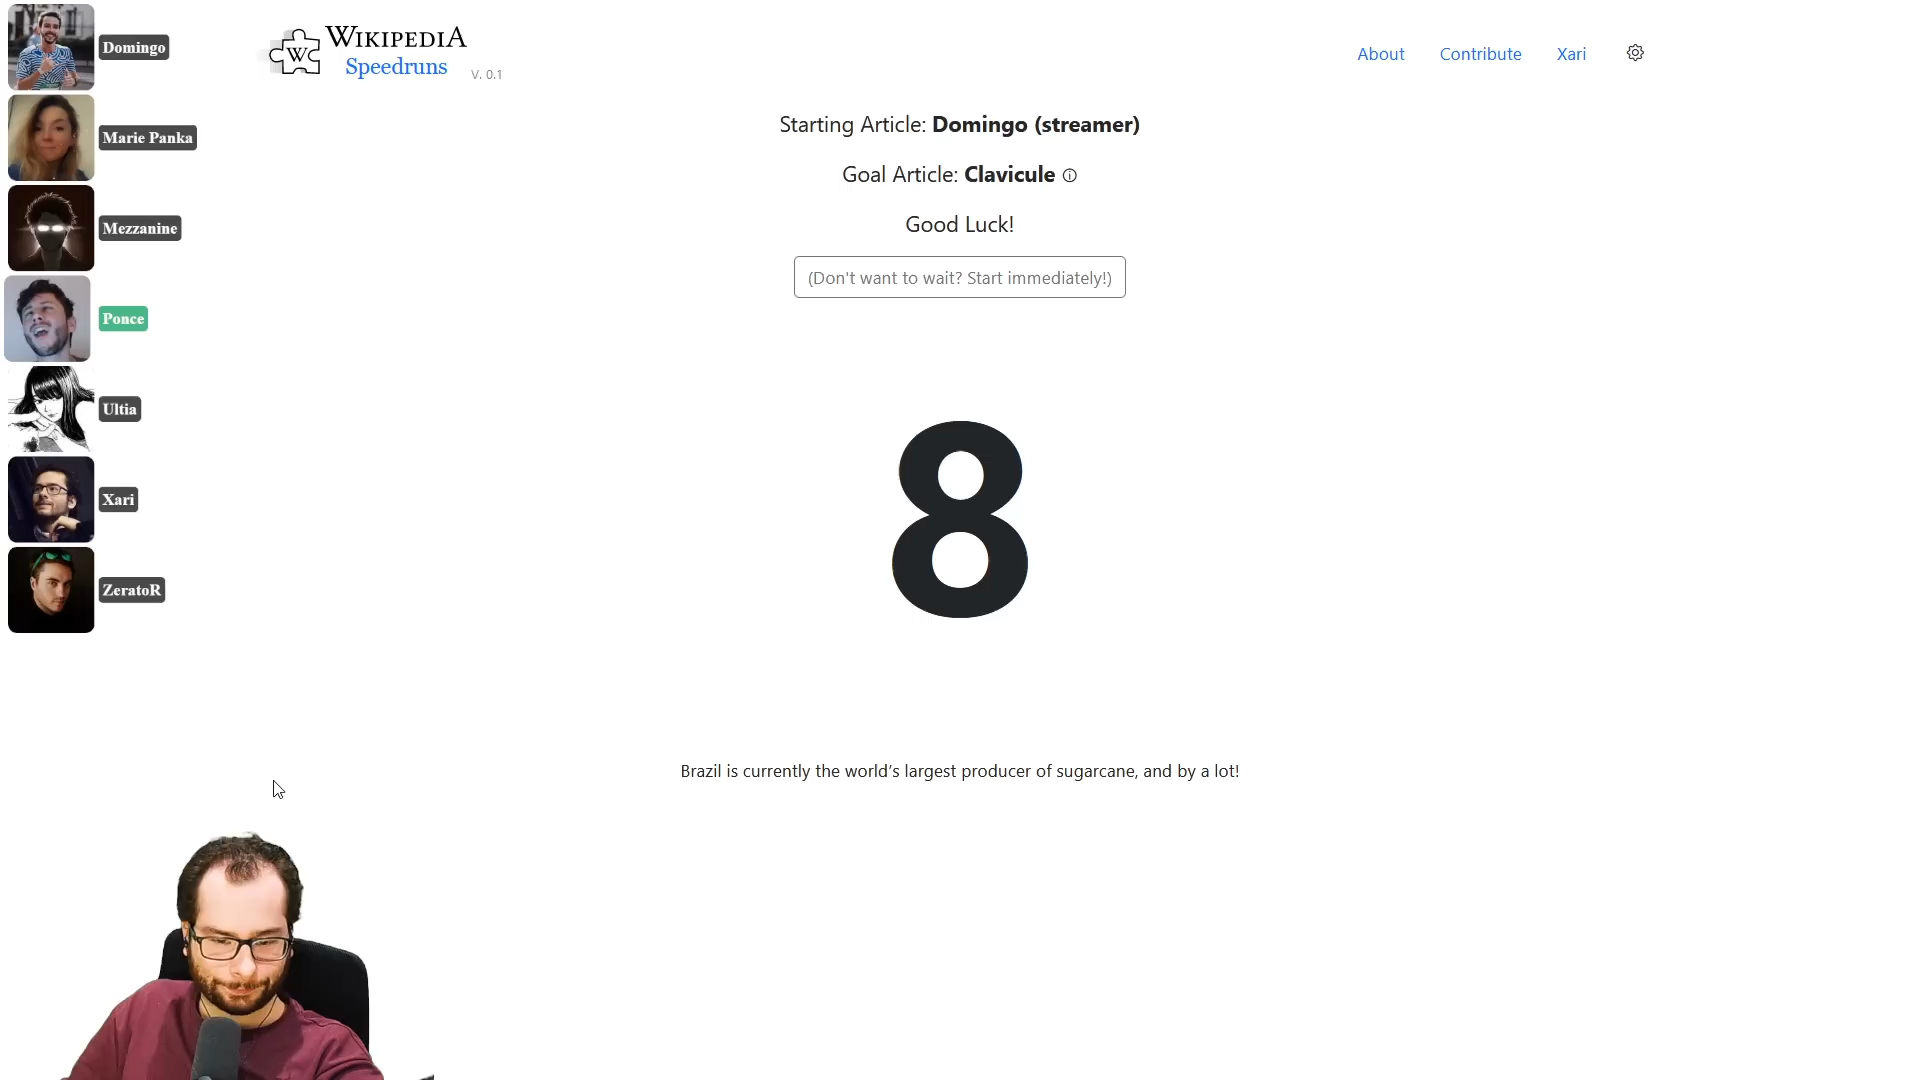 Domingo
Marie Panka
Mezzanine
Ponce
Ultia
Xari
ZeratoR
W
WIKIPEDIA
Speedruns
V. 0.1
About
Contribute
Xari
Starting Article: Domingo (streamer)
Goal Article: Clavicule
Good Luck!
(Don't want to wait? Start immediately!)
8
Brazil is currently the world’s largest producer of sugarcane, and by a lot!